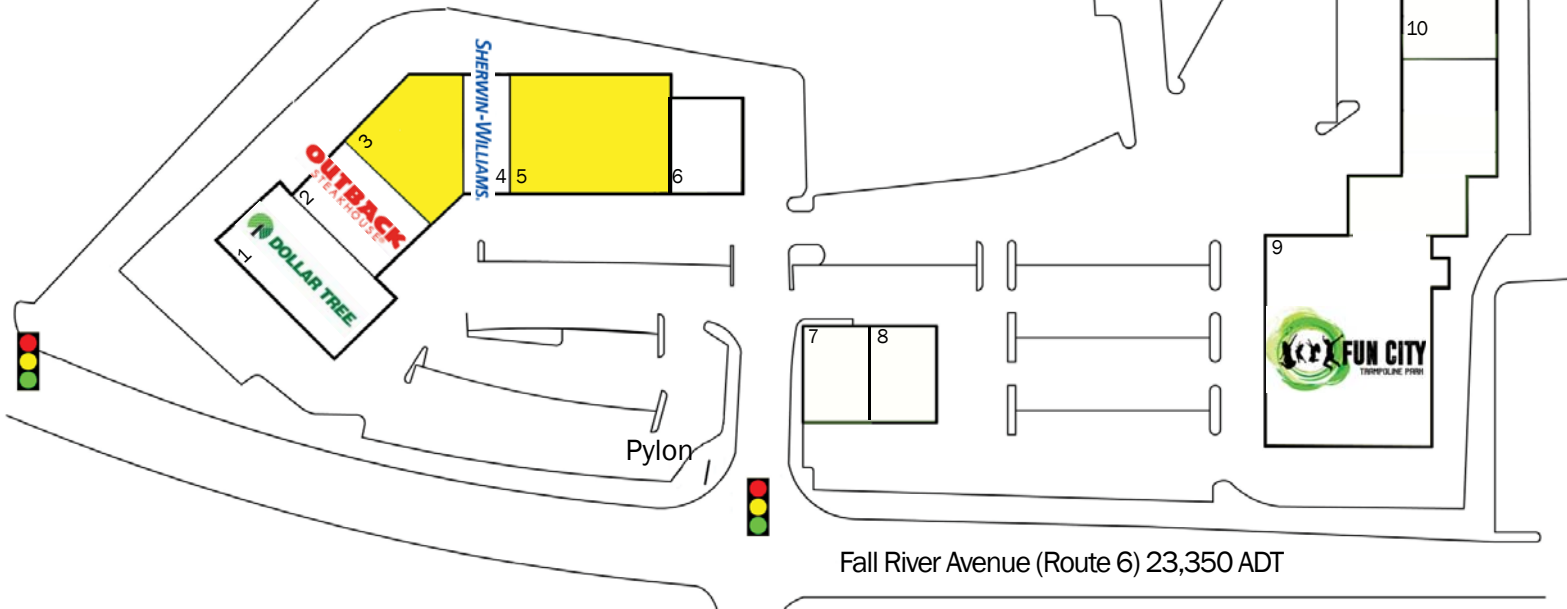 10
SHERWIN-WILLIAMS.
3
OUTBACK
STEAKHOUSE®
4
5
6
2
1
DOLLAR TREE
9
7
8
FUN CITY
TRAMPOLINE PARK
Pylon
Fall River Avenue (Route 6) 23,350 ADT